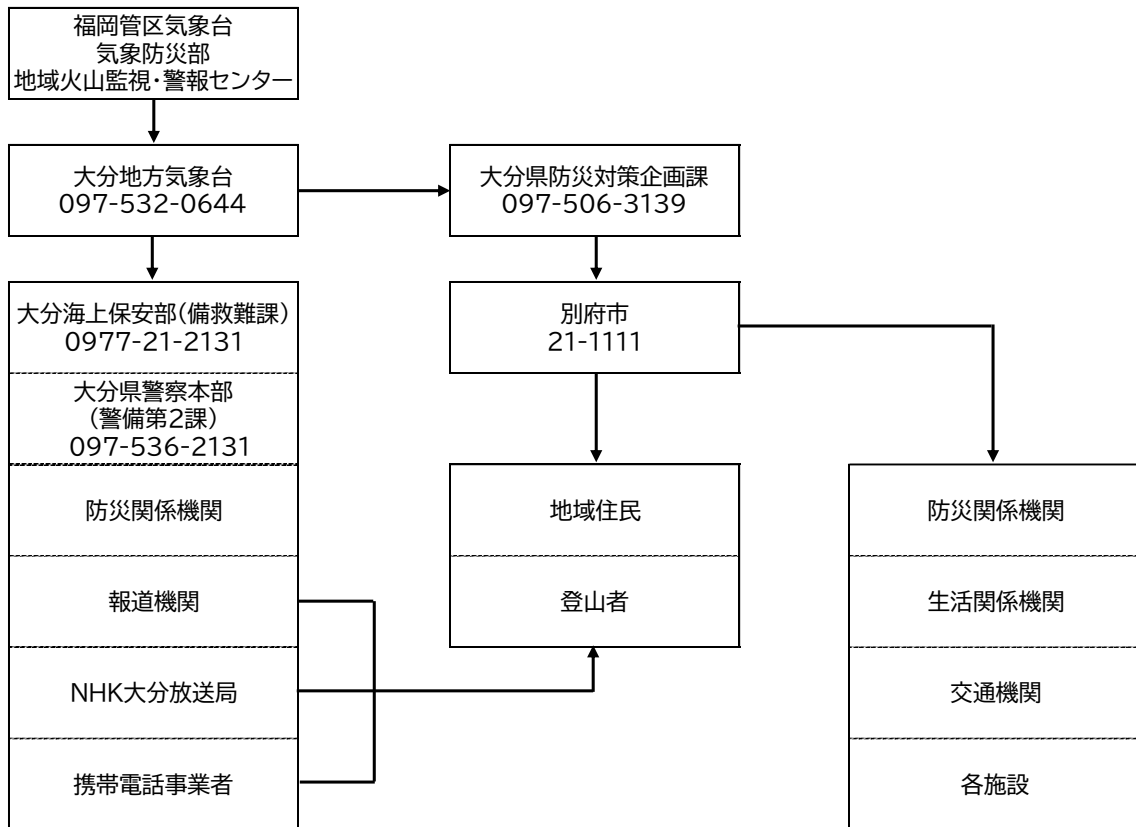 福岡管区気象台
気象防災部
地域火山監視・警報センター
大分地方気象台
097-532-0644
大分県防災対策企画課
097-506-3139
大分海上保安部(備救難課)
0977-21-2131
別府市
21-1111
大分県警察本部
(警備第2課)
097-536-2131
防災関係機関
地域住民
防災関係機関
報道機関
登山者
生活関係機関
NHK大分放送局
交通機関
携帯電話事業者
各施設